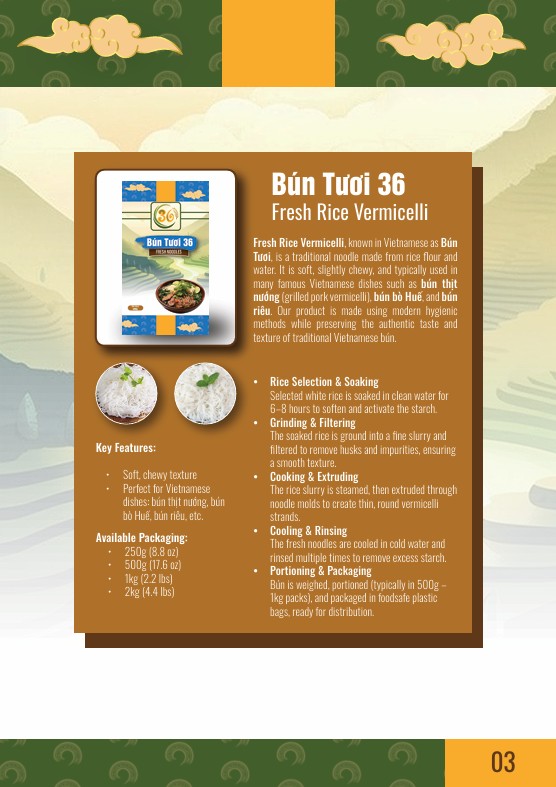 36
Bún Tươi 36
FRESH NOODLES
Bún Tươi 36
Fresh Rice Vermicelli
Fresh Rice Vermicelli, known in Vietnamese as Bún
Tươi, is a traditional noodle made from rice flour and
water. It is soft, slightly chewy, and typically used in
many famous Vietnamese dishes such as bún thịt
nướng (grilled pork vermicelli), bún bò Huế, and bún
riêu. Our product is made using modern hygienic
methods while preserving the authentic taste and
texture of traditional Vietnamese bún.
Key Features:
• Soft, chewy texture
• Perfect for Vietnamese
dishes: bún thịt nướng, bún
bò Huế, bún riêu, etc.
Available Packaging:
• 250g (8.8 oz)
• 500g (17.6 oz)
• 1kg (2.2 lbs)
• 2kg (4.4 lbs)
• Rice Selection & Soaking
Selected white rice is soaked in clean water for
6–8 hours to soften and activate the starch.
• Grinding & Filtering
The soaked rice is ground into a fine slurry and
filtered to remove husks and impurities, ensuring
a smooth texture.
• Cooking & Extruding
The rice slurry is steamed, then extruded through
noodle molds to create thin, round vermicelli
strands.
• Cooling & Rinsing
The fresh noodles are cooled in cold water and
rinsed multiple times to remove excess starch.
• Portioning & Packaging
Bún is weighed, portioned (typically in 500g –
1kg packs), and packaged in foodsafe plastic
bags, ready for distribution.
03